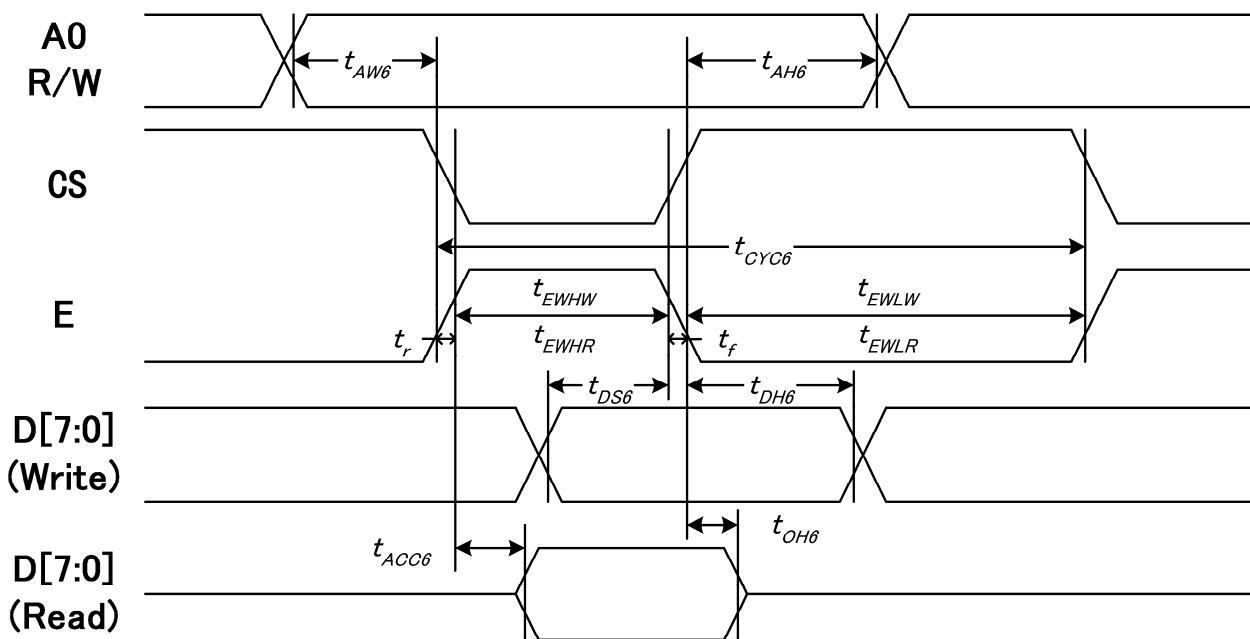 A0
R/W
tAW6
tAH6
CS
tCYC6
E
tEWHW
tEWLW
tr
tEWHR
tf
tEWLR
tDS6
tDH6
D[7:0]
(Write)
tACC6
tOH6
D[7:0]
(Read)